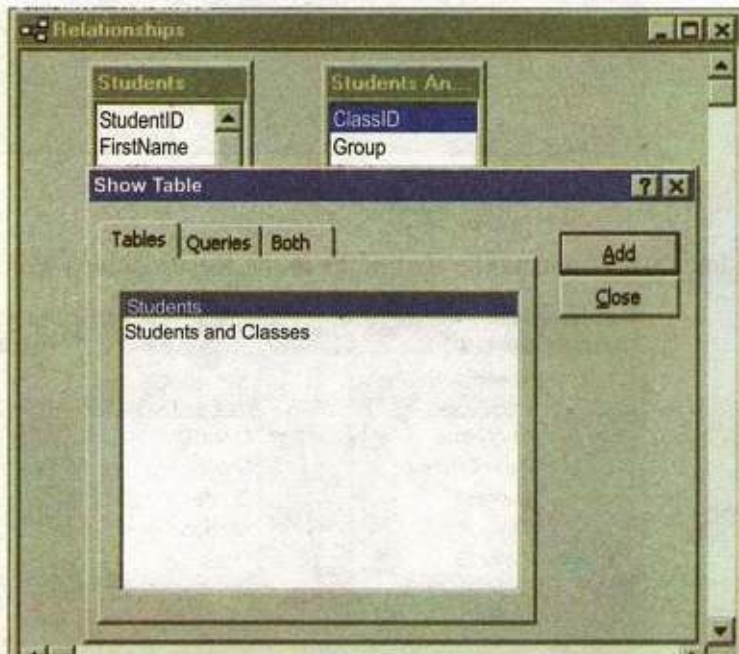 Relationships
Students
Students An...
StudentID
FirstName
ClassID
Group
Show Table
Tables
Queries
Both
Add
Close
Students
Students and Classes